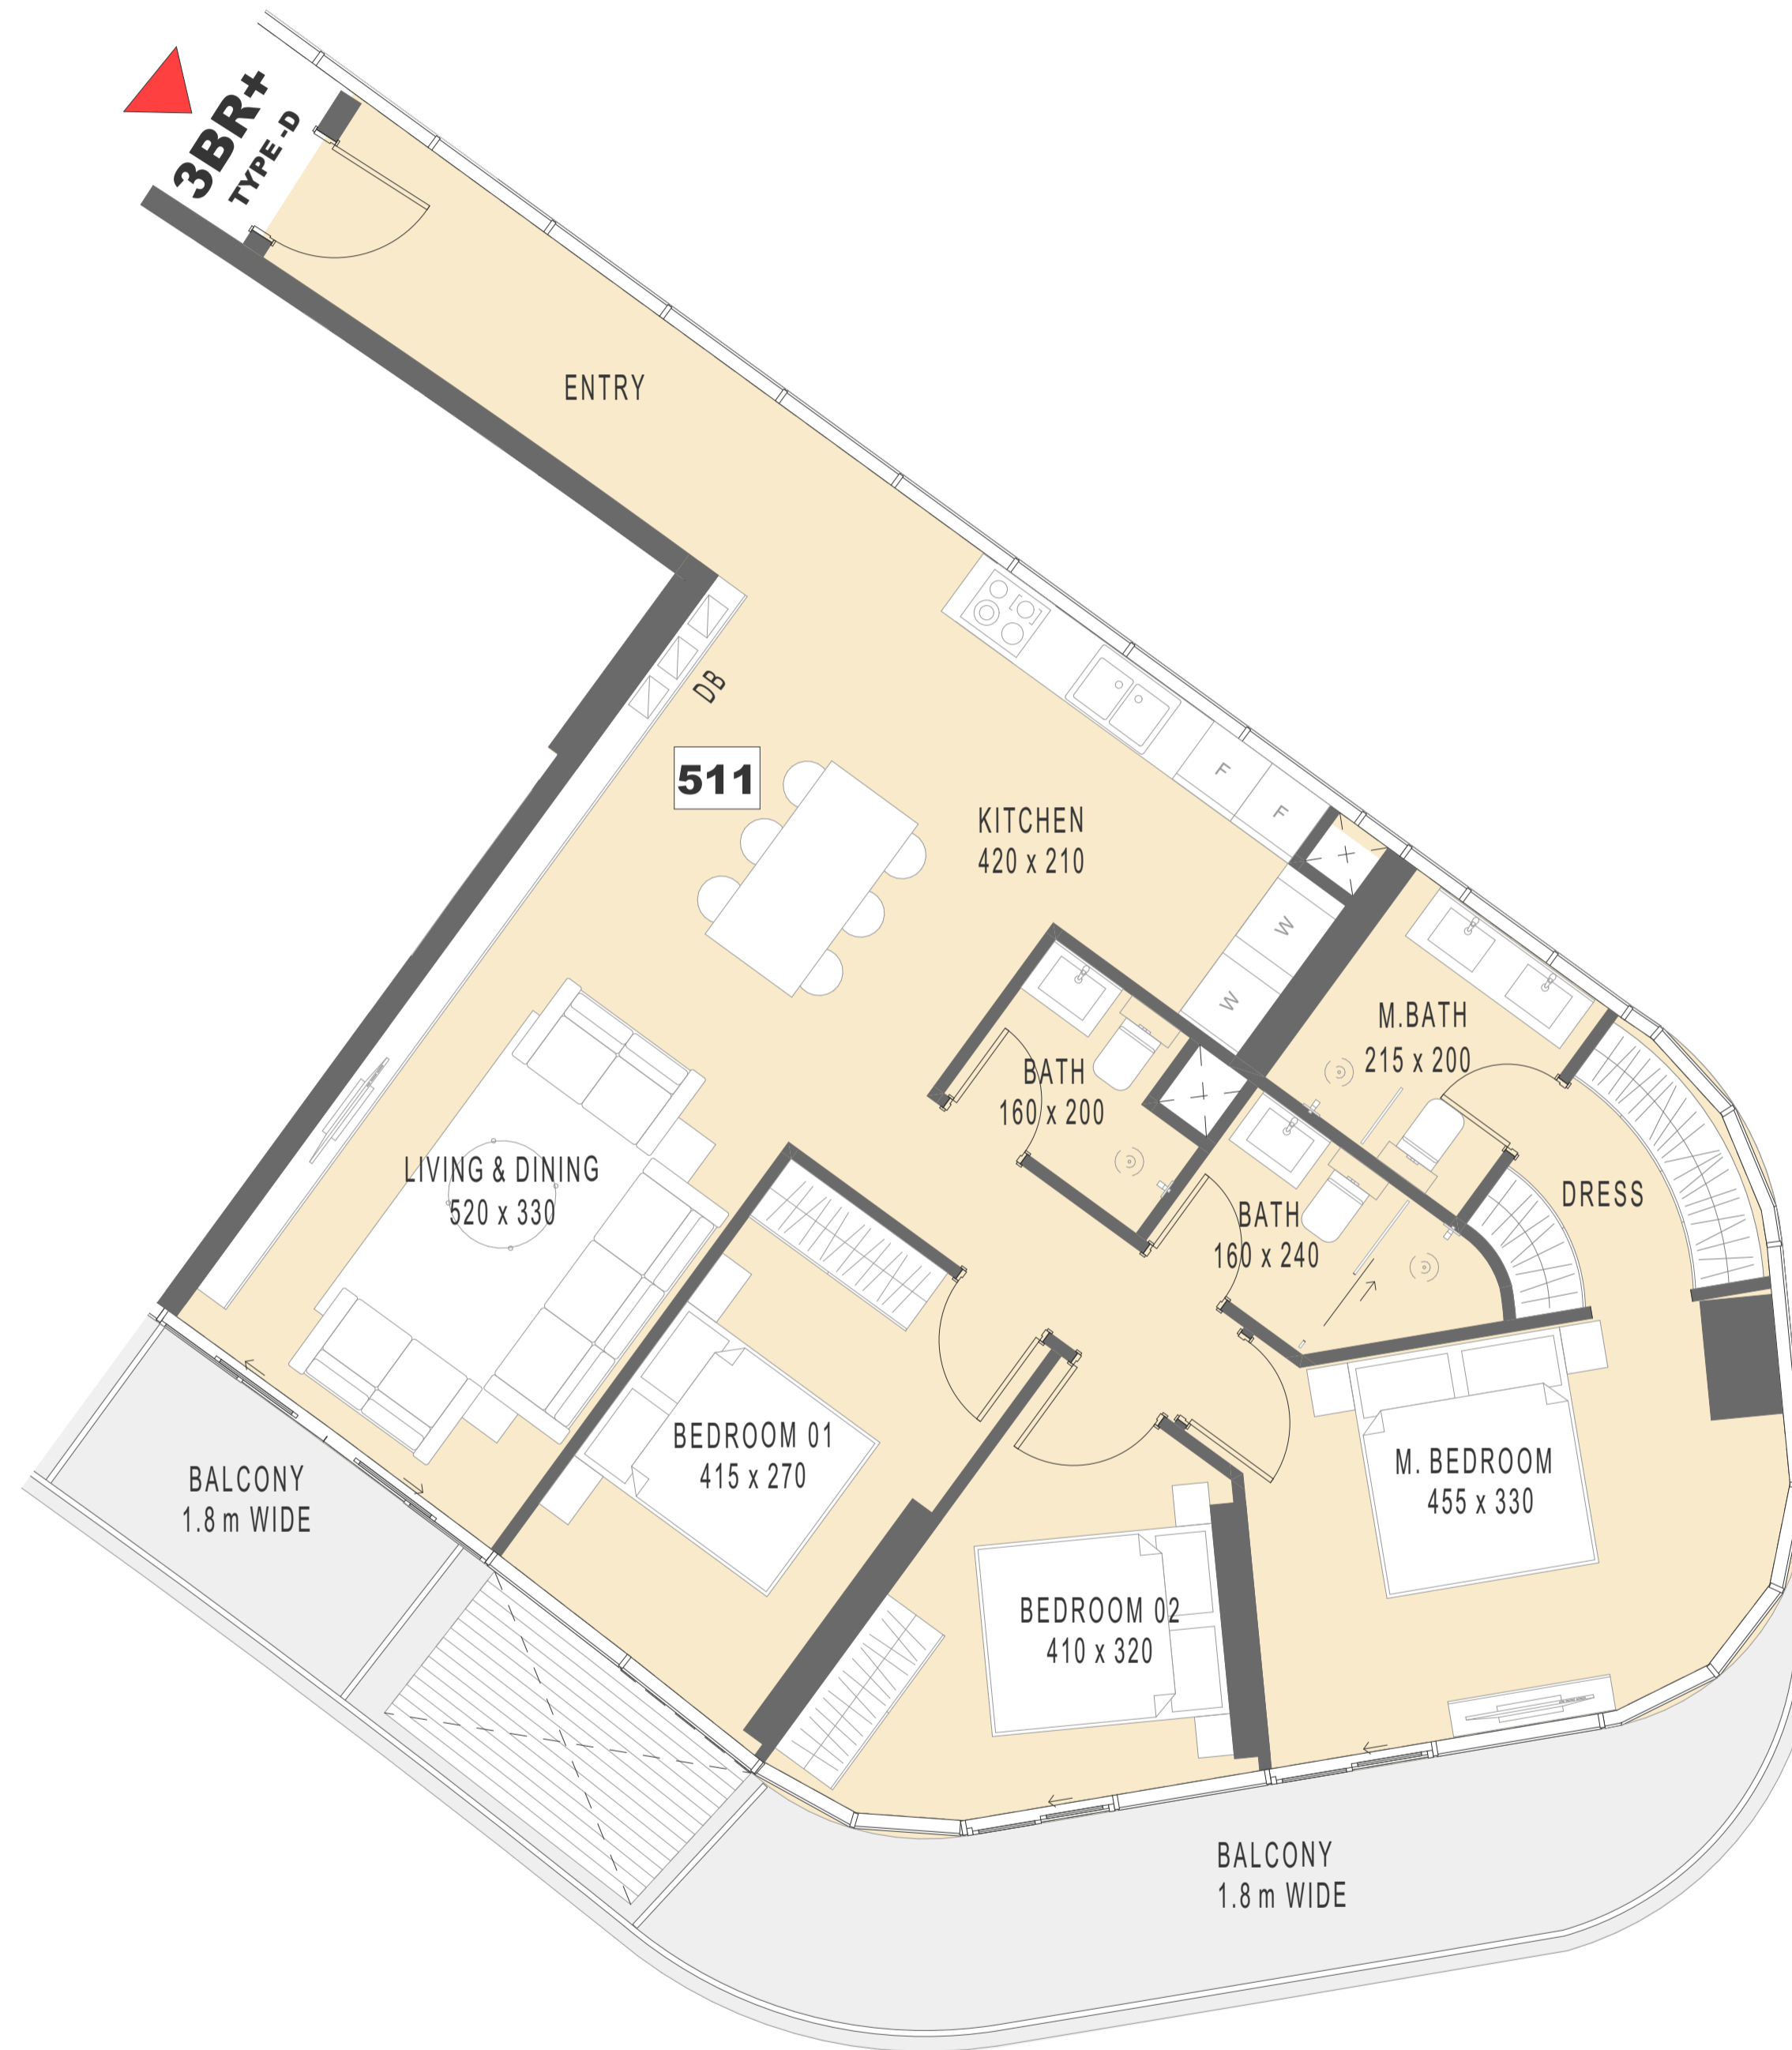 3BR+
TYPE -D
ENTRY
DB
511
KITCHEN
420 x 210
F
F
W
W
M.BATH
215 x 200
BATH
160 x 200
DRESS
LIVING & DINING
520 x 330
BATH
160 x 240
BEDROOM 01
415 x 270
M. BEDROOM
455 x 330
BALCONY
1.8 m WIDE
BEDROOM 02
410 x 320
BALCONY
1.8 m WIDE